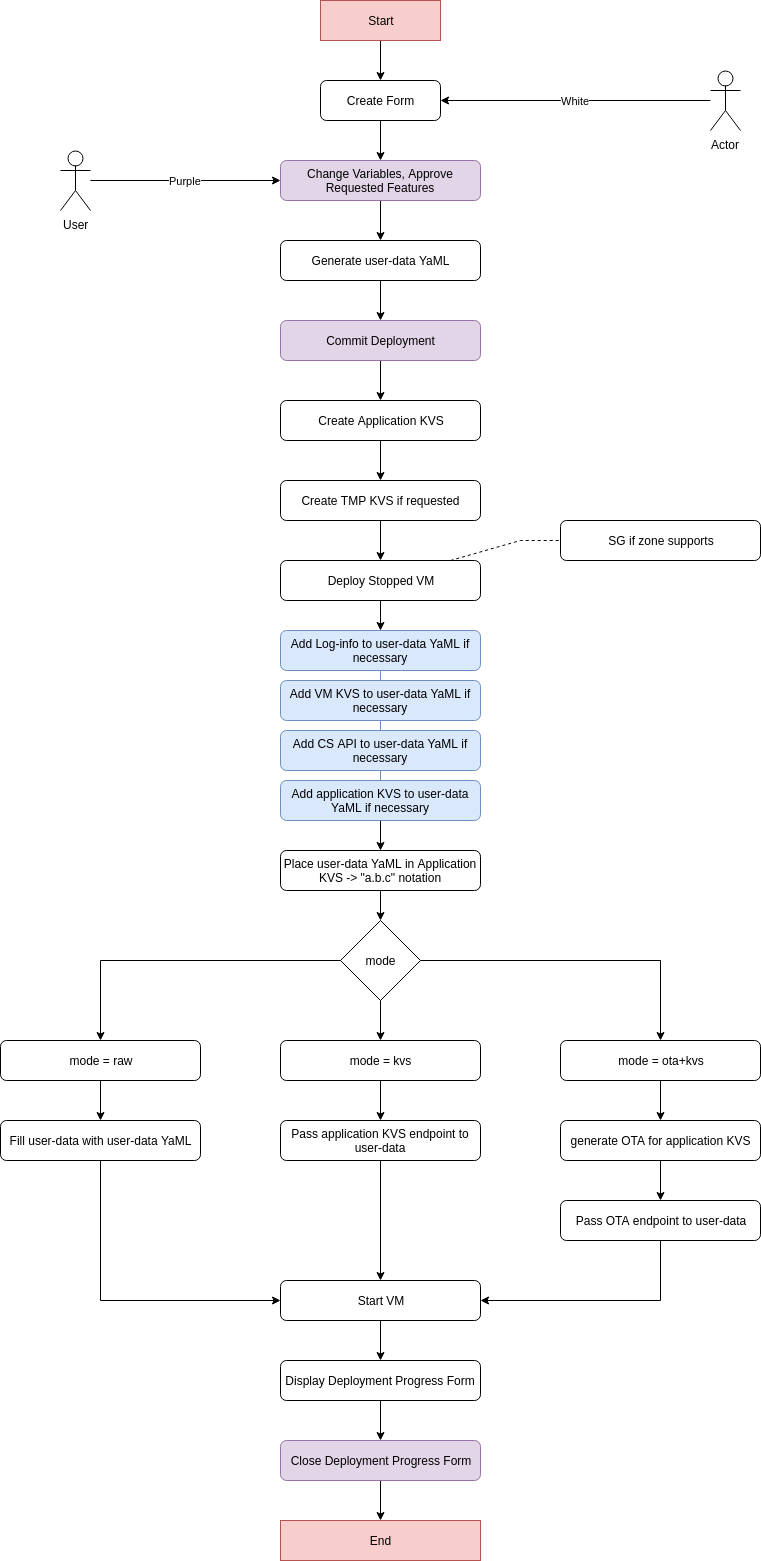 Start
Create Form
White
Actor
Purple
User
Change Variables, Approve
Requested Features
Generate user-data YaML
Commit Deployment
Create Application KVS
Create TMP KVS if requested
SG if zone supports
Deploy Stopped VM
Add Log-info to user-data YaML if
necessary
Add VM KVS to user-data YaML if
necessary
Add CS API to user-data YaML if
necessary
Add application KVS to user-data
YaML if necessary
Place user-data YaML in Application
KVS -> "a.b.c" notation
mode
mode = raw
mode = kvs
mode = ota+kvs
Fill user-data with user-data YaML
Pass application KVS endpoint to
user-data
generate OTA for application KVS
Pass OTA endpoint to user-data
Start VM
Display Deployment Progress Form
Close Deployment Progress Form
End